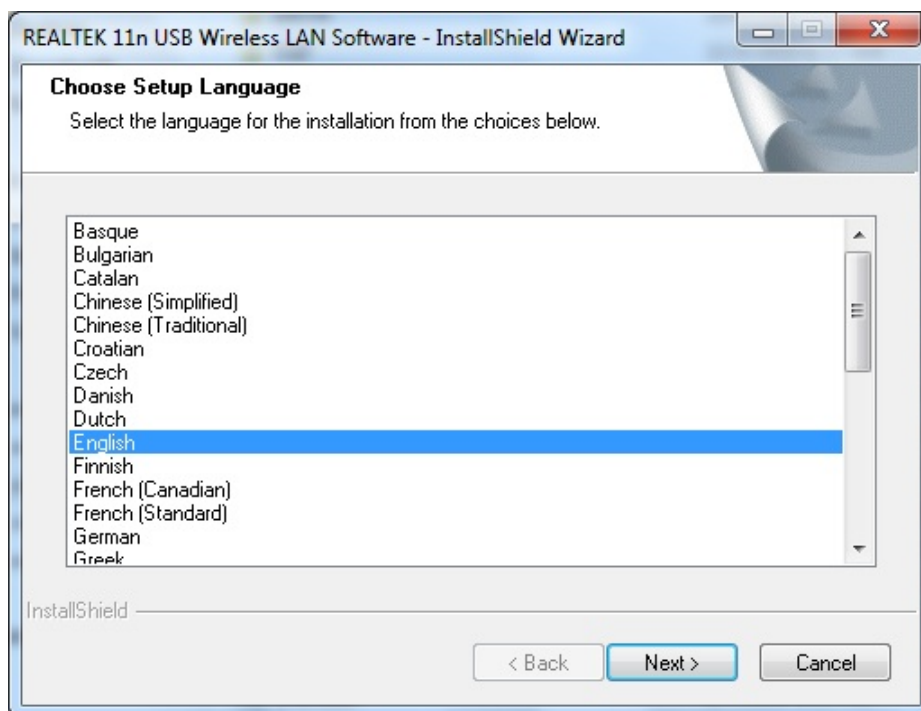 REALTEK 11n USB Wireless LAN Software - InstallShield Wizard
Choose Setup Language
Select the language for the installation from the choices below.
Basque
Bulgarian
Catalan
Chinese (Simplified)
Chinese (Traditional)
Croatian
Czech
Danish
Dutch
English
Finnish
French (Canadian)
French (Standard)
German
Greek
InstallShield
< Back Next > Cancel